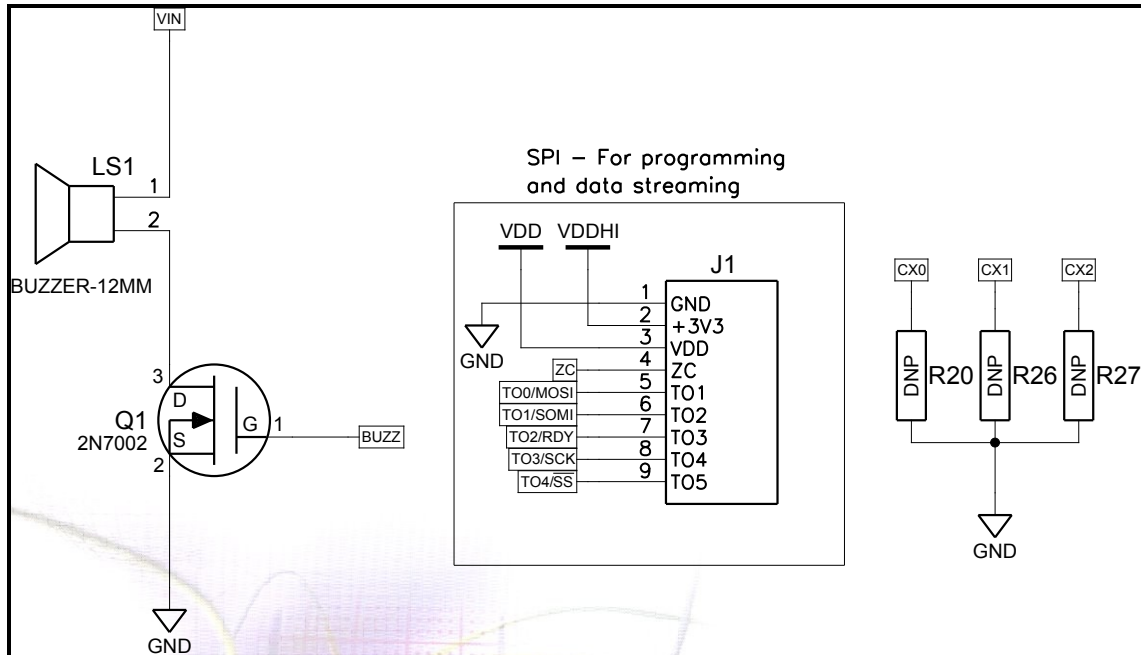 VIN
LS1
1
2
BUZZER-12MM
3
D
Q1
2N7002
S
G
1
2
BUZZ
GND
SPI – For programming
and data streaming
VDD VDDHI
J1
1 GND
2 +3V3
3 VDD
GND
ZC 4 ZC
TO0/MOSI 5 TO1
TO1/SOMI 6 TO2
TO2/RDY 7 TO3
TO3/SCK 8 TO4
TO4/SS 9 TO5
CX0 CX1 CX2
DNP R20 DNP R26 DNP R27
GND